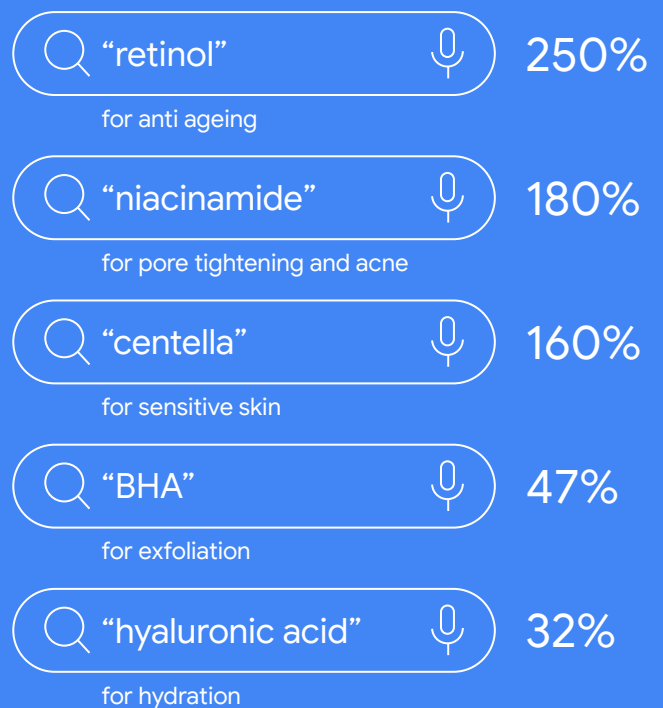 “retinol” 250%
for anti ageing
“niacinamide” 180%
for pore tightening and acne
“centella” 160%
for sensitive skin
“BHA” 47%
for exfoliation
“hyaluronic acid” 32%
for hydration